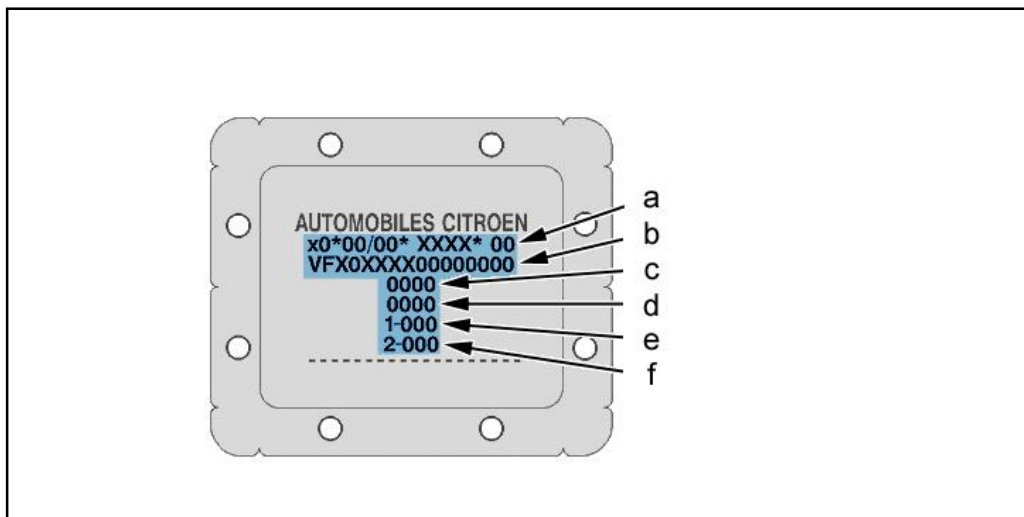 AUTOMOBILES CITROEN
x0*00/00* XXXX* 00
VFX0XXXX00000000
0000
0000
1-000
2-000
a
b
c
d
e
f